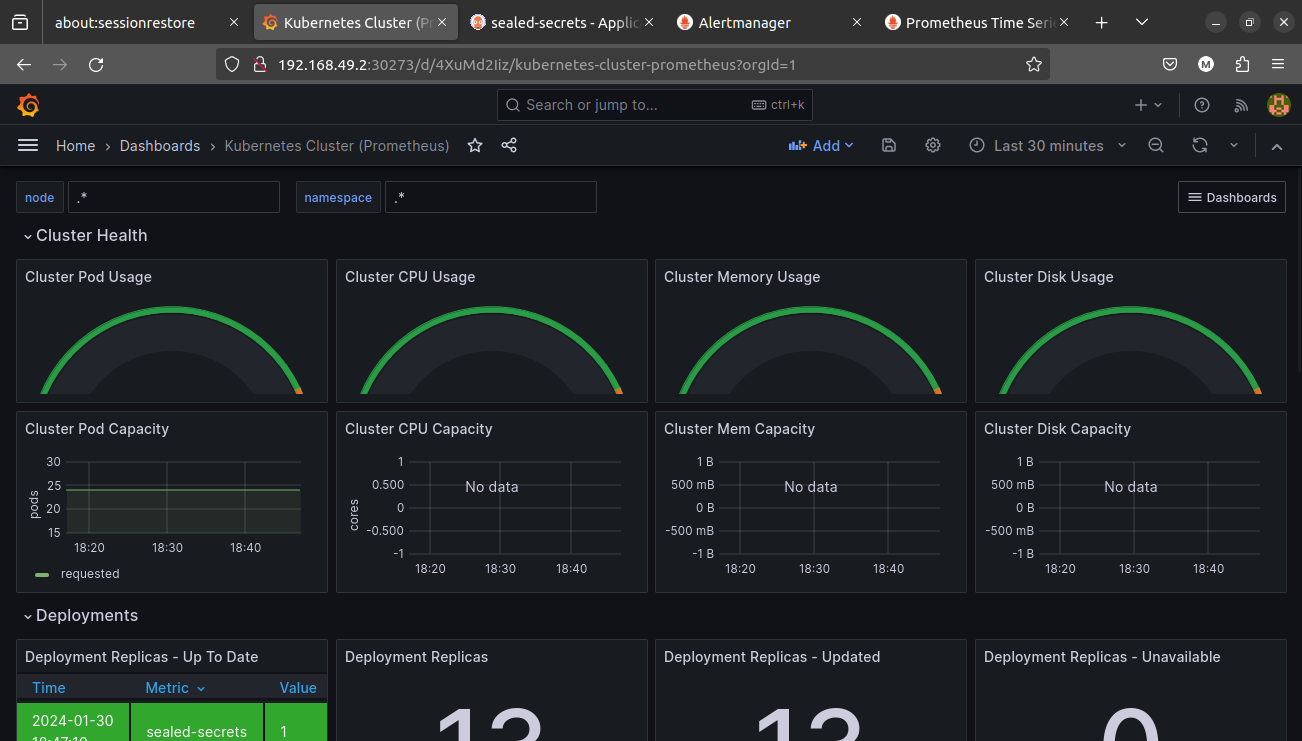 about:sessionrestore
Kubernetes Cluster (Pr
sealed-secrets - Applic
Alertmanager
Prometheus Time Seri
192.168.49.2:30273/d/4XuMd2Iiz/kubernetes-cluster-prometheus?orgId=1
M
Search or jump to...
ctrl+k
Home › Dashboards › Kubernetes Cluster (Prometheus)
Add
Last 30 minutes
node
.*
namespace
.*
Dashboards
Cluster Health
Cluster Pod Usage
Cluster CPU Usage
Cluster Memory Usage
Cluster Disk Usage
Cluster Pod Capacity
30
25
20
15
pods
18:20 18:30 18:40
requested
Cluster CPU Capacity
1
0.500
0
-0.500
-1
cores
No data
18:20 18:30 18:40
Cluster Mem Capacity
1 B
500 mB
0 B
-500 mB
-1 B
No data
18:20 18:30 18:40
Cluster Disk Capacity
1 B
500 mB
0 B
-500 mB
-1 B
No data
18:20 18:30 18:40
Deployments
Deployment Replicas - Up To Date
Time Metric Value
2024-01-30
sealed-secrets
1
Deployment Replicas
Deployment Replicas - Updated
Deployment Replicas - Unavailable
0